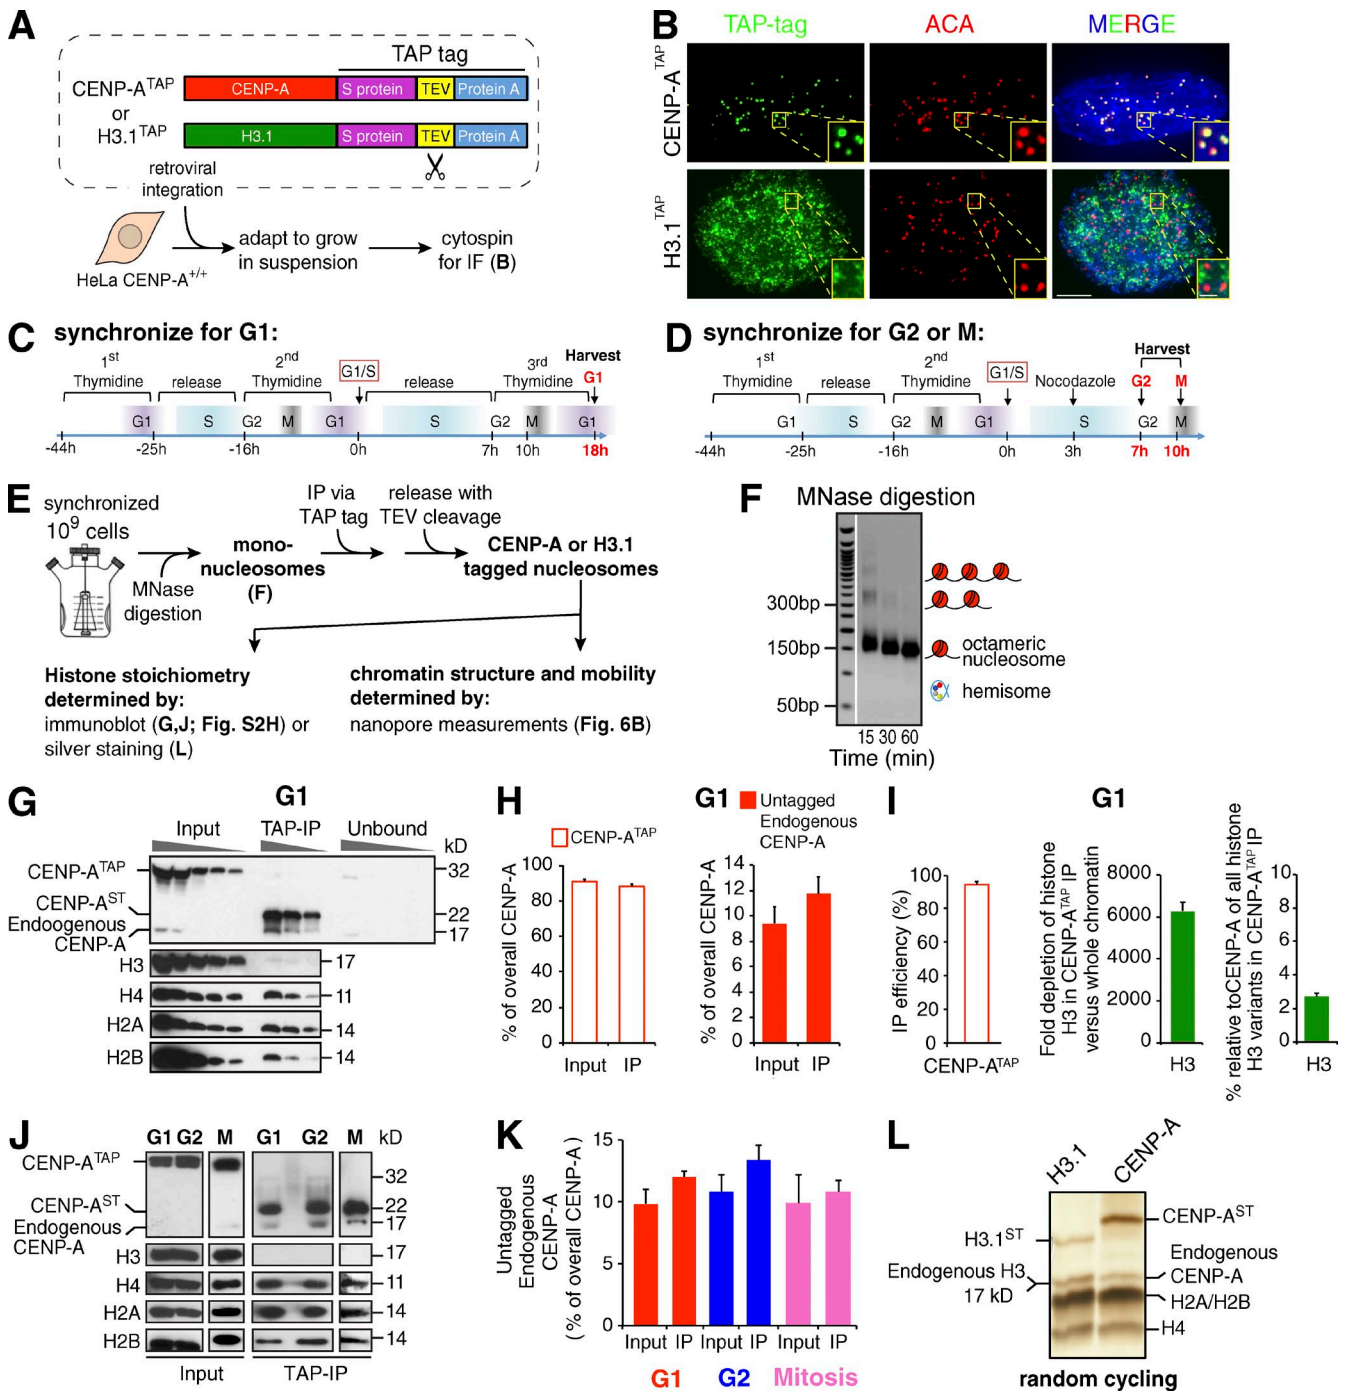 A
TAP tag
CENP-A^TAP
or
H3.1^TAP
CENP-A S protein TEV Protein A
H3.1 S protein TEV Protein A
retroviral
integration
HeLa CENP-A^+/+
adapt to grow
in suspension
cytospin
for IF (B)
B
TAP-tag ACA MERGE
CENP-A^TAP
H3.1^TAP
C synchronize for G1:
1st
Thymidine
release
2nd
Thymidine
G1/S
release
3rd
Thymidine
Harvest
G1
G1 S G2 M G1 S G2 M G1
-44h -25h -16h 0h 7h 10h 18h
D synchronize for G2 or M:
1st
Thymidine
release
2nd
Thymidine
G1/S
Nocodazole
Harvest
G2 M
G1 S G2 M G1 S G2 M
-44h -25h -16h 0h 3h 7h 10h
E
synchronized
10^9 cells
MNase
digestion
mono-
nucleosomes
(F)
IP via
TAP tag
release with
TEV cleavage
CENP-A or H3.1
tagged nucleosomes
Histone stoichiometry
determined by:
immunoblot (G,J; Fig. S2H) or
silver staining (L)
chromatin structure and mobility
determined by:
nanopore measurements (Fig. 6B)
F MNase digestion
300bp
150bp
50bp
octameric
nucleosome
hemisome
15 30 60
Time (min)
G
G1
Input TAP-IP Unbound
kD
CENP-A^TAP
CENP-A^ST
Endoogenous
CENP-A
32
22
17
H3 17
H4 11
H2A 14
H2B 14
H
CENP-A^TAP
% of overall CENP-A
100
80
60
40
20
0
Input IP
G1
Untagged
Endogenous
CENP-A
% of overall CENP-A
14
12
10
8
6
4
2
0
Input IP
I
G1
IP efficiency (%)
100
80
60
40
20
0
CENP-A^TAP
Fold depletion of histone
H3 in CENP-A^TAP IP
versus whole chromatin
8000
6000
4000
2000
0
H3
% relative toCENP-A of all histone
H3 variants in CENP-A^TAP IP
10
8
6
4
2
0
H3
J
G1 G2 M G1 G2 M kD
CENP-A^TAP
CENP-A^ST
Endogenous
CENP-A
32
22
17
H3 17
H4 11
H2A 14
H2B 14
Input TAP-IP
K
Untagged
Endogenous
CENP-A
(% of overall CENP-A)
15
10
5
0
Input IP Input IP Input IP
G1 G2 Mitosis
L
H3.1 CENP-A
H3.1^ST
Endogenous H3
17 kD
CENP-A^ST
Endogenous
CENP-A
H2A/H2B
H4
random cycling